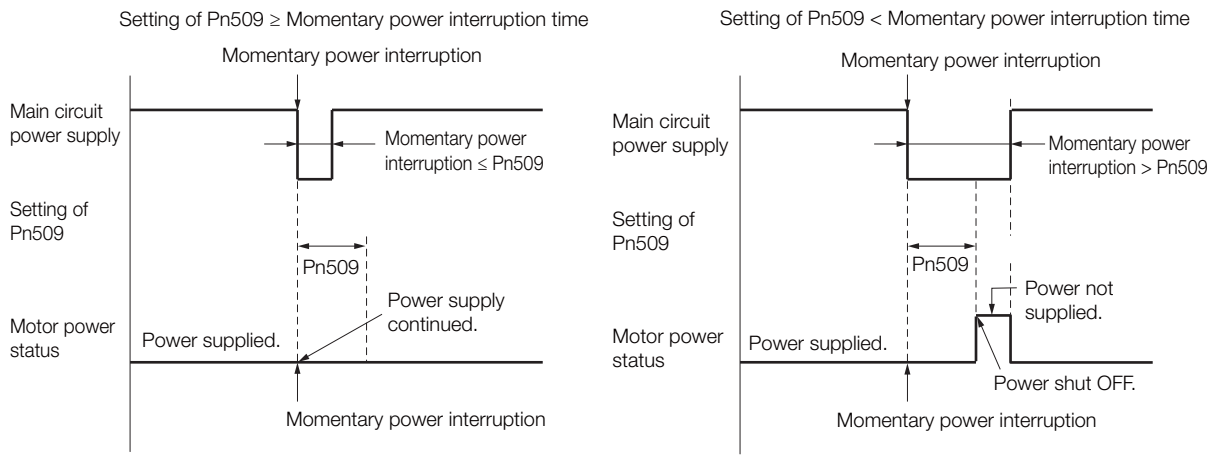 Setting of Pn509 ≥ Momentary power interruption time
Momentary power interruption
Main circuit
power supply
Momentary power
interruption ≤ Pn509
Setting of
Pn509
Pn509
Power supply
continued.
Motor power
status
Power supplied.
Momentary power interruption
Setting of Pn509 < Momentary power interruption time
Momentary power interruption
Main circuit
power supply
Momentary power
interruption > Pn509
Setting of
Pn509
Pn509
Power not
supplied.
Motor power
status
Power supplied.
Power shut OFF.
Momentary power interruption